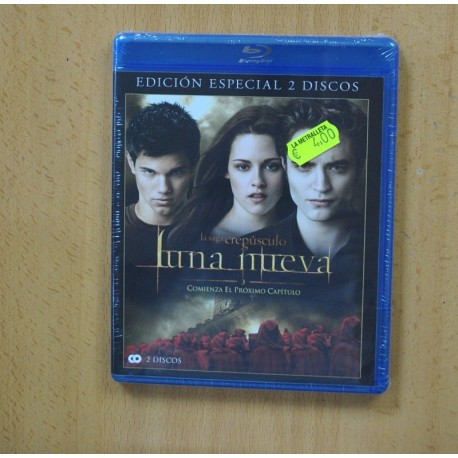 Blu-ray Disc
EDICIÓN ESPECIAL 2 DISCOS
LA METRALLETA
€ 4,00
la saga crepúsculo
luna nueva
COMIENZA EL PRÓXIMO CAPÍTULO
2 DISCOS